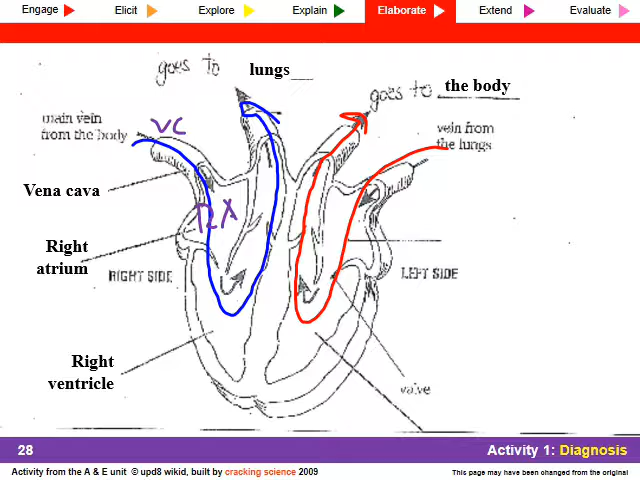 Engage Elicit Explore Explain Elaborate Extend Evaluate
goes to lungs__
goes to the body
main vein
from the body
VC
vein from
the lungs
Vena cava
RA
Right
atrium
RIGHT SIDE
LEFT SIDE
Right
ventricle
valve
28
Activity 1: Diagnosis
Activity from the A & E unit © upd8 wikid, built by cracking science 2009
This page may have been changed from the original